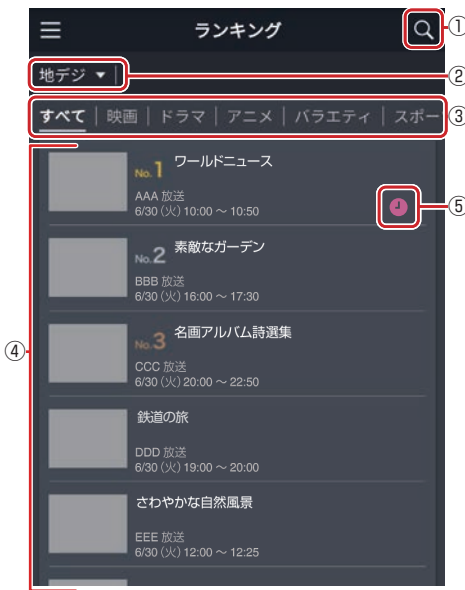 ランキング
①
地デジ ▼
②
すべて | 映画 | ドラマ | アニメ | バラエティ | スポー
③
No.1 ワールドニュース
AAA 放送
6/30 (火) 10:00 ～ 10:50
⑤
No.2 素敵なガーデン
BBB 放送
6/30 (火) 16:00 ～ 17:30
④
No.3 名画アルバム詩選集
CCC 放送
6/30 (火) 20:00 ～ 22:50
鉄道の旅
DDD 放送
6/30 (火) 19:00 ～ 20:00
さわやかな自然風景
EEE 放送
6/30 (火) 12:00 ～ 12:25